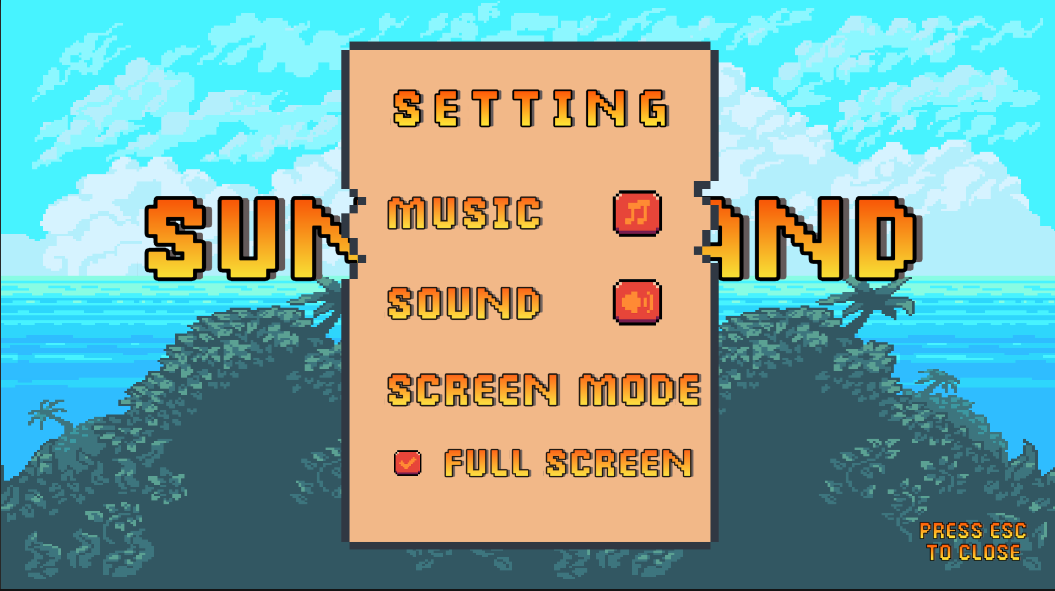 SETTING
SUN
AND
MUSIC
SOUND
SCREEN MODE
FULL SCREEN
PRESS ESC
TO CLOSE